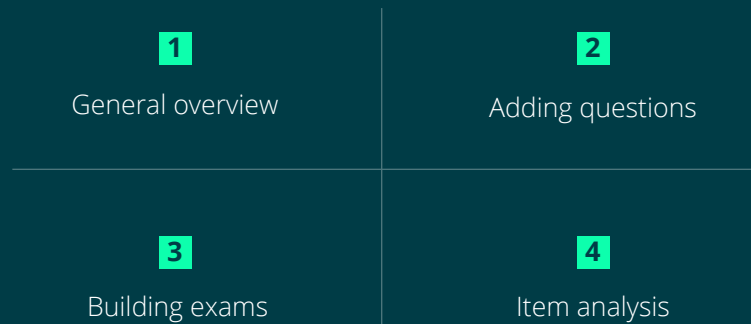 1
General overview
2
Adding questions
3
Building exams
4
Item analysis